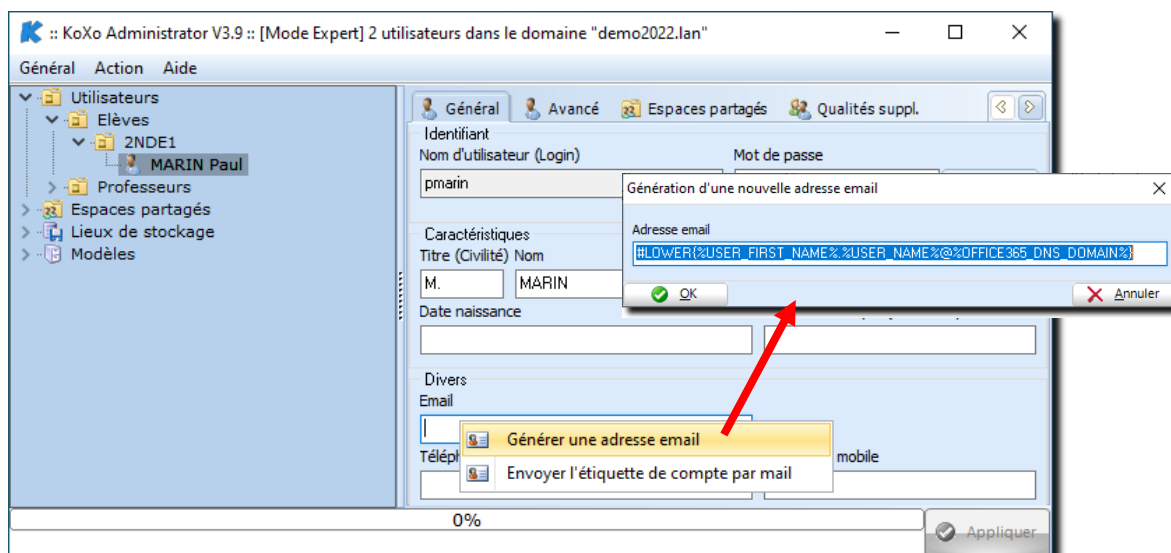 :: KoXo Administrator V3.9 :: [Mode Expert] 2 utilisateurs dans le domaine "demo2022.lan"
Général Action Aide
Utilisateurs
Elèves
2NDE1
MARIN Paul
Professeurs
Espaces partagés
Lieux de stockage
Modèles
Général Avancé Espaces partagés Qualités suppl.
Identifiant
Nom d'utilisateur (Login) Mot de passe
pmarin
Génération d'une nouvelle adresse email
Adresse email
#LOWER{%USER_FIRST_NAME%.%USER_NAME%@%OFFICE365_DNS_DOMAIN%}
OK Annuler
Caractéristiques
Titre (Civilité) Nom
M. MARIN
Date naissance
Divers
Email
Générer une adresse email
Envoyer l'étiquette de compte par mail
Téléph mobile
0%
Appliquer